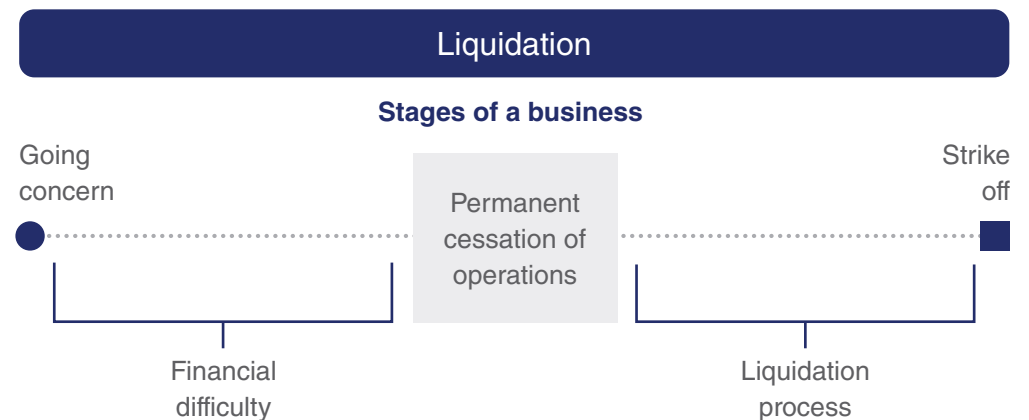 Liquidation
Stages of a business
Going
concern
Strike
off
Permanent
cessation of
operations
Financial
difficulty
Liquidation
process